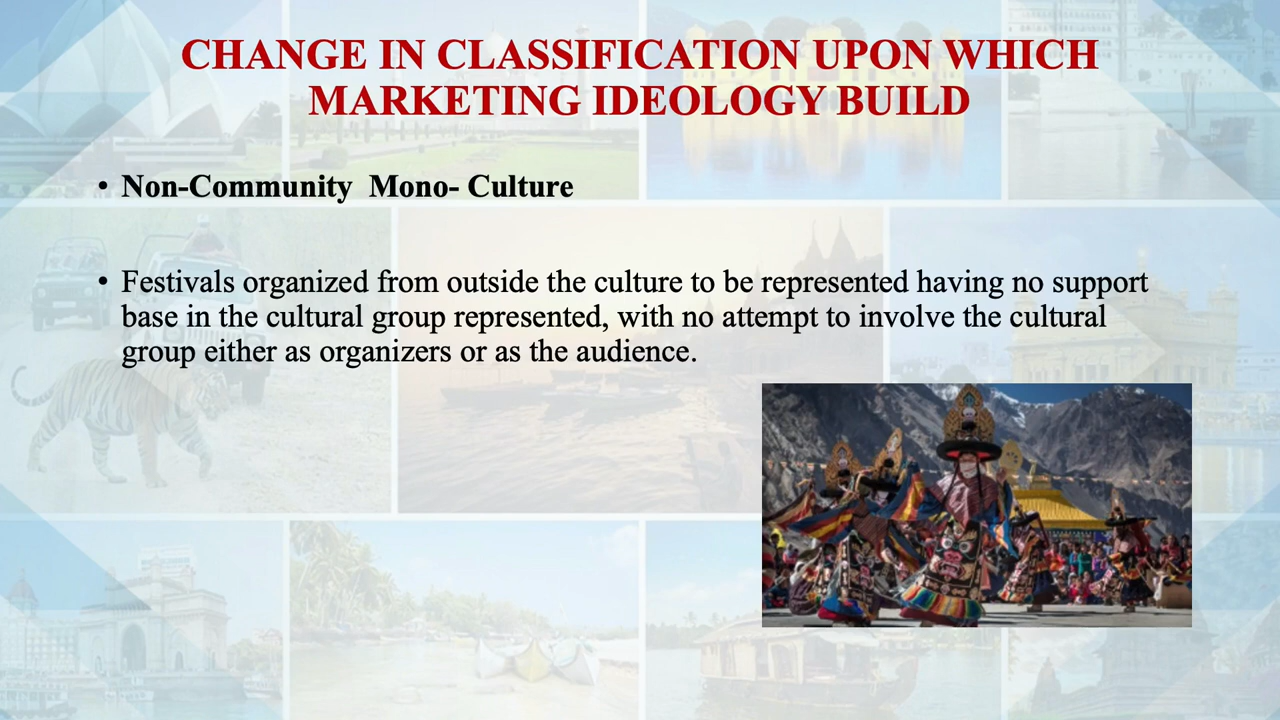 CHANGE IN CLASSIFICATION UPON WHICH
MARKETING IDEOLOGY BUILD
• Non-Community  Mono- Culture
• Festivals organized from outside the culture to be represented having no support
base in the cultural group represented, with no attempt to involve the cultural
group either as organizers or as the audience.